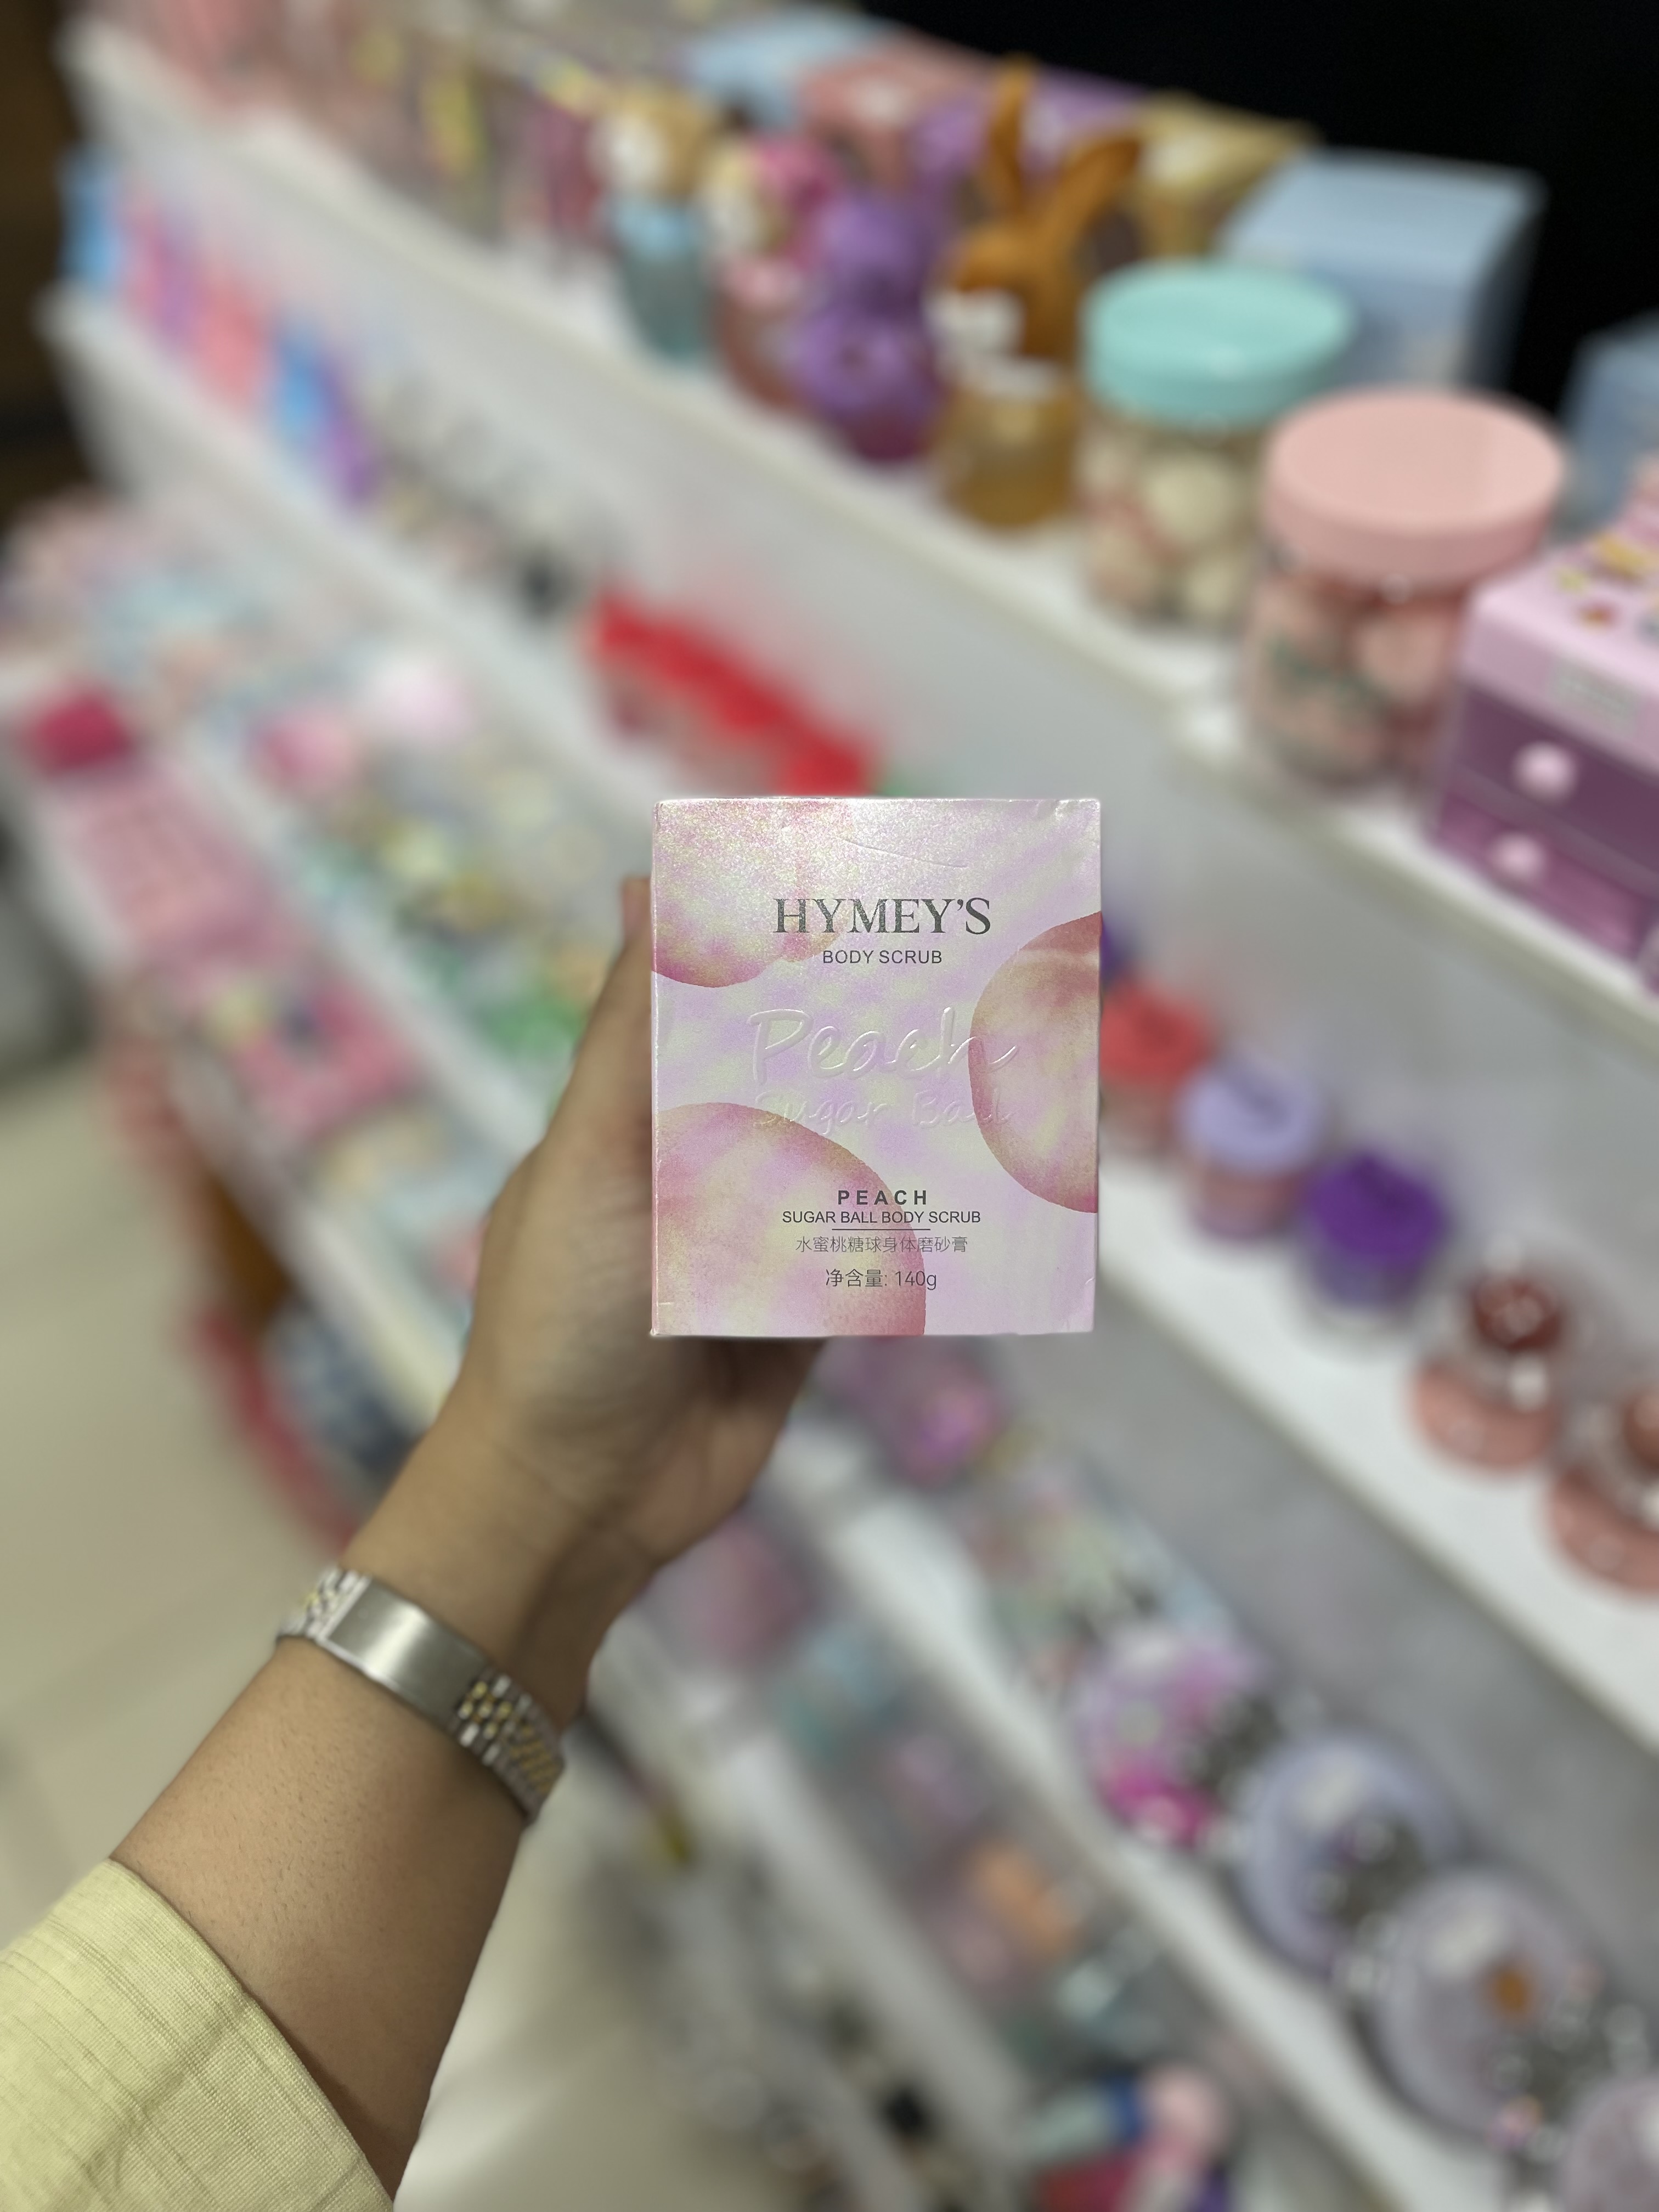 HYMEY'S
BODY SCRUB
Peach
Sugar Ball
PEACH
SUGAR BALL BODY SCRUB
水蜜桃糖球身体磨砂膏
净含量: 140g